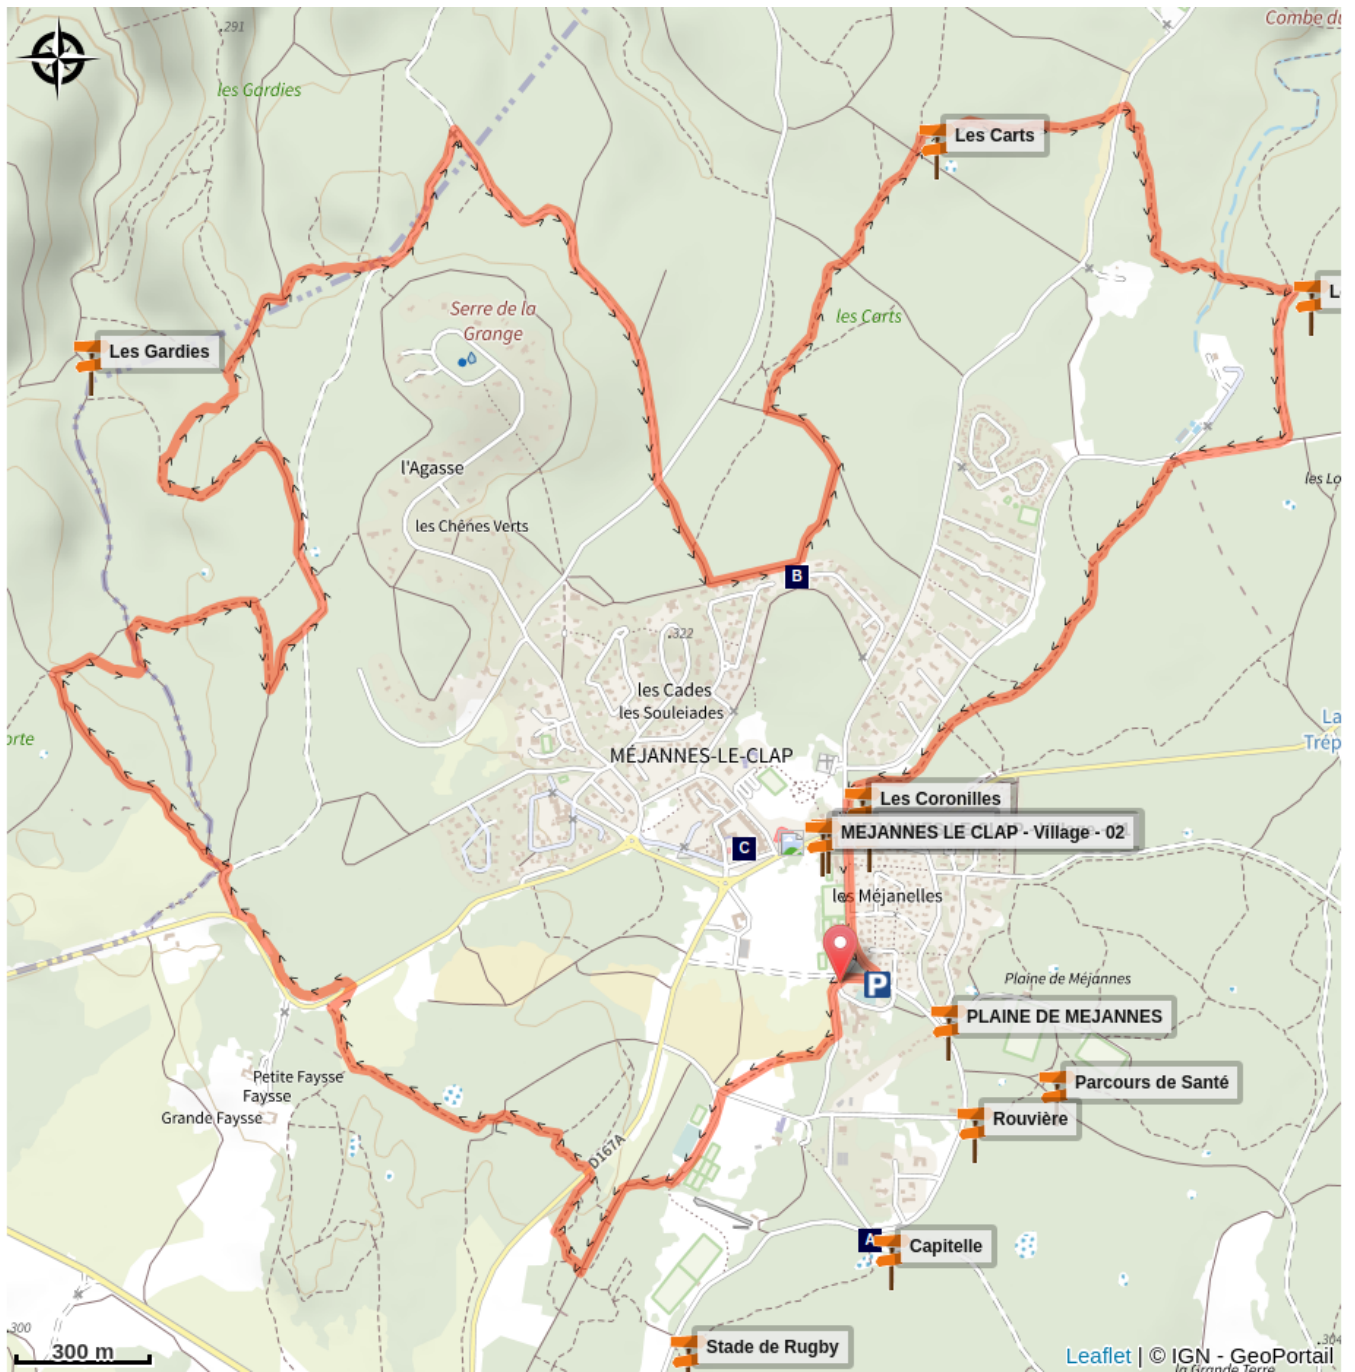 Combe du
.291
les Gardies
Les Carts
Serre de la
Grange
les Carts
L
Les Gardies
l'Agasse
les Lo
les Chênes Verts
B
.322
les Cades
les Souleiades
orte
La
Trép
MÉJANNES-LE-CLAP
Les Coronilles
MEJANNES LE CLAP - Village - 02
C
les Méjanelles
P
Plaine de Méjannes
PLAINE DE MEJANNES
Petite Faysse
Faysse
Grande Faysse
Parcours de Santé
Rouvière
D167A
A
Capitelle
.300
300 m
Stade de Rugby
.304
Leaflet | © IGN - GeoPortail
la Grande Terre